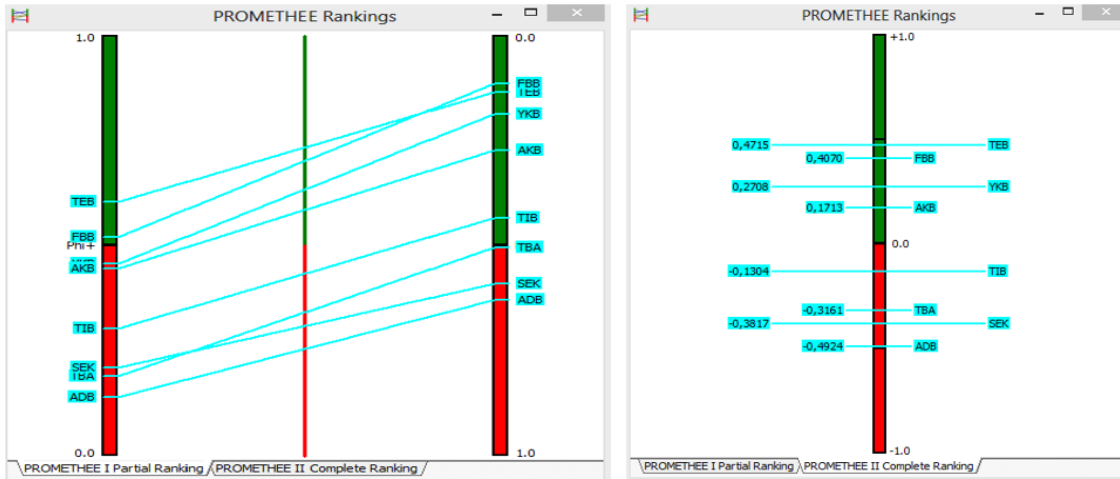 PROMETHEE Rankings
1.0
0.0
FBB
TEB
YKB
AKB
TEB
FBB
Phi+
AKB
TIB
TBA
SEK
ADB
TIB
SEK
TBA
ADB
0.0
1.0
PROMETHEE I Partial Ranking
PROMETHEE II Complete Ranking
PROMETHEE Rankings
+1.0
0,4715
TEB
0,4070
FBB
0,2708
YKB
0,1713
AKB
0.0
-0,1304
TIB
-0,3161
TBA
-0,3817
SEK
-0,4924
ADB
-1.0
PROMETHEE I Partial Ranking
PROMETHEE II Complete Ranking